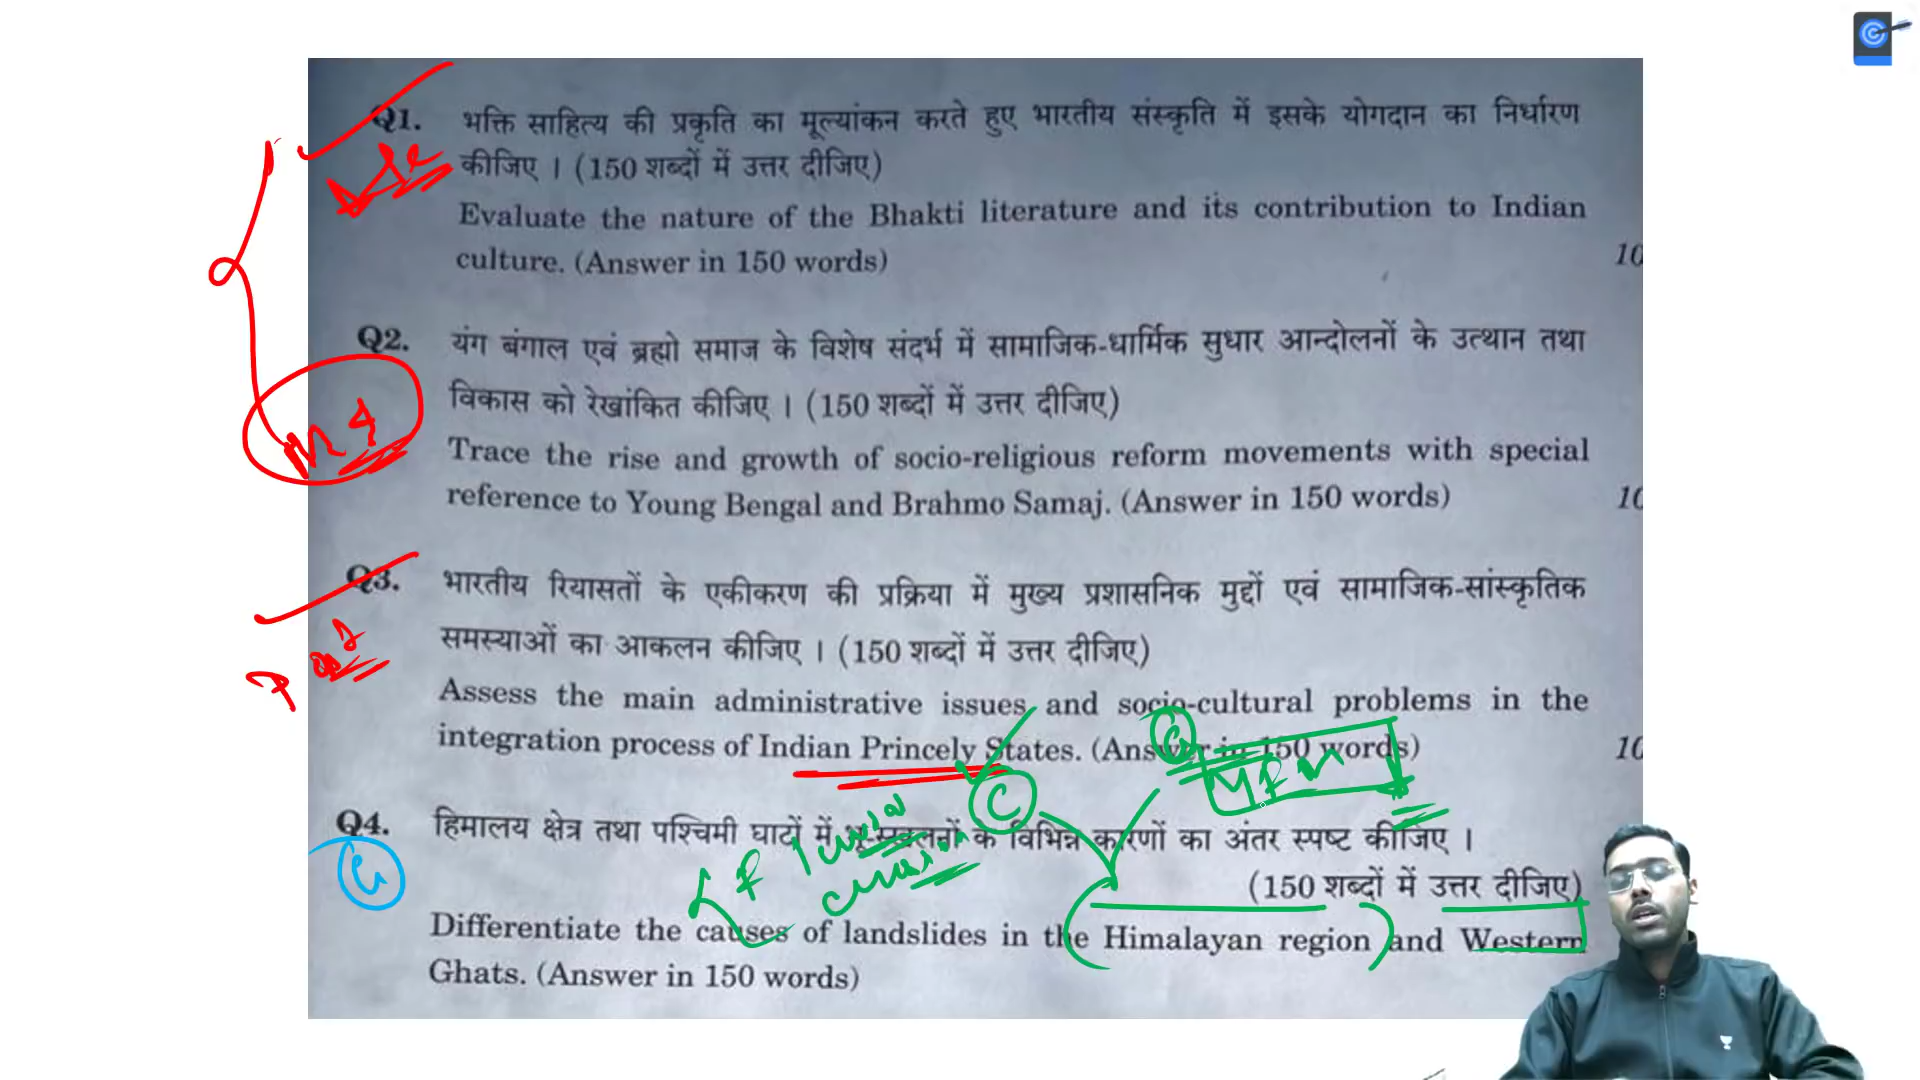 Q1. भक्ति साहित्य की प्रकृति का मूल्यांकन करते हुए भारतीय संस्कृति में इसके योगदान का निर्धारण
कीजिए । (150 शब्दों में उत्तर दीजिए)
Evaluate the nature of the Bhakti literature and its contribution to Indian
culture. (Answer in 150 words)
10
Q2. यंग बंगाल एवं ब्रह्मो समाज के विशेष संदर्भ में सामाजिक-धार्मिक सुधार आन्दोलनों के उत्थान तथा
विकास को रेखांकित कीजिए । (150 शब्दों में उत्तर दीजिए)
Trace the rise and growth of socio-religious reform movements with special
reference to Young Bengal and Brahmo Samaj. (Answer in 150 words)
10
Q3. भारतीय रियासतों के एकीकरण की प्रक्रिया में मुख्य प्रशासनिक मुद्दों एवं सामाजिक-सांस्कृतिक
समस्याओं का आकलन कीजिए । (150 शब्दों में उत्तर दीजिए)
Assess the main administrative issues and socio-cultural problems in the
integration process of Indian Princely States. (Answer in 150 words)
10
Q4. हिमालय क्षेत्र तथा पश्चिमी घाटों में भू-स्खलनों के विभिन्न कारणों का अंतर स्पष्ट कीजिए ।
(150 शब्दों में उत्तर दीजिए)
Differentiate the causes of landslides in the Himalayan region and Western
Ghats. (Answer in 150 words)